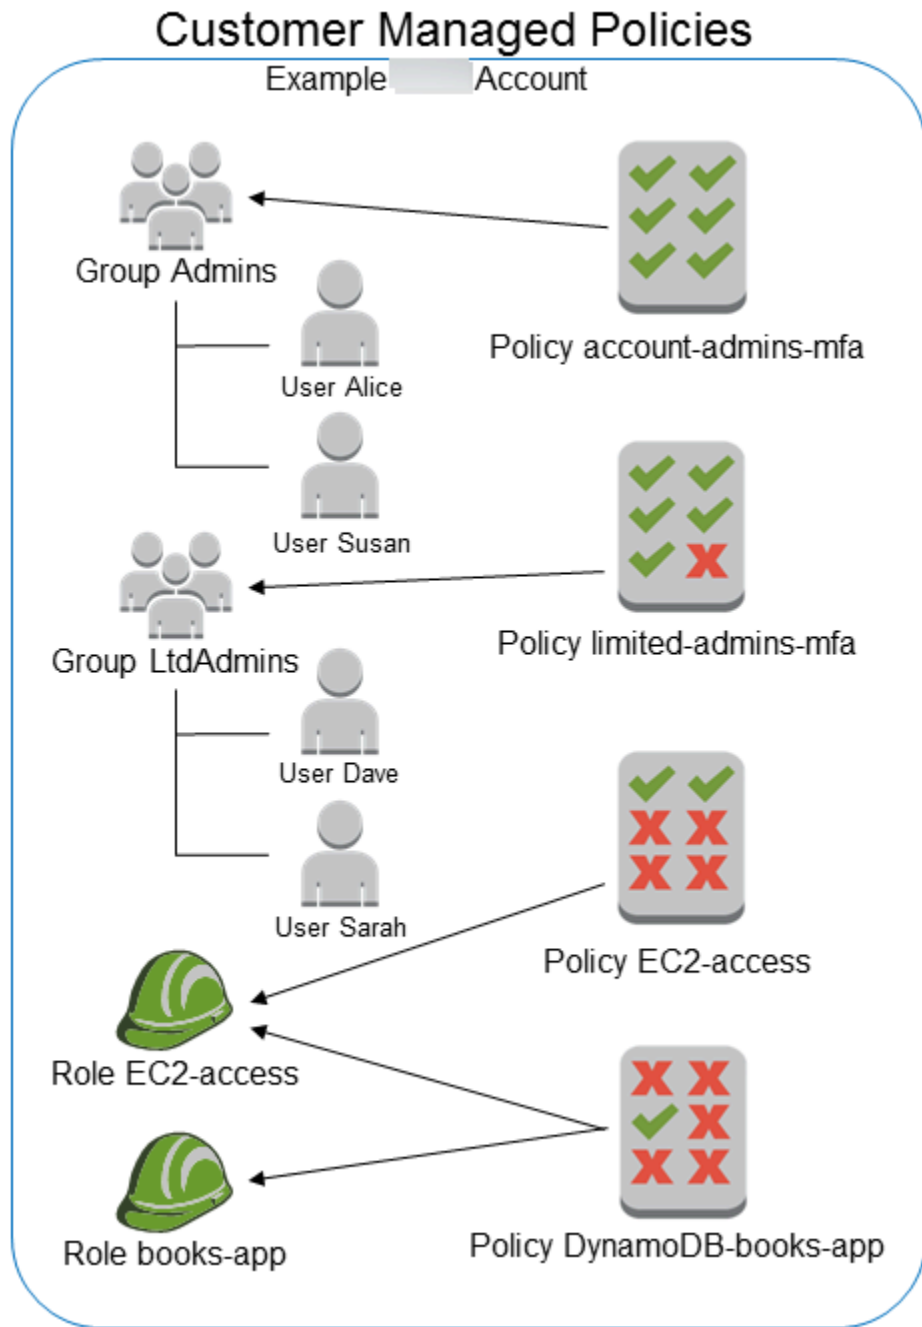 Customer Managed Policies
Example Account
Group Admins
User Alice
Policy account-admins-mfa
User Susan
Group LtdAdmins
Policy limited-admins-mfa
User Dave
User Sarah
Policy EC2-access
Role EC2-access
Role books-app
Policy DynamoDB-books-app